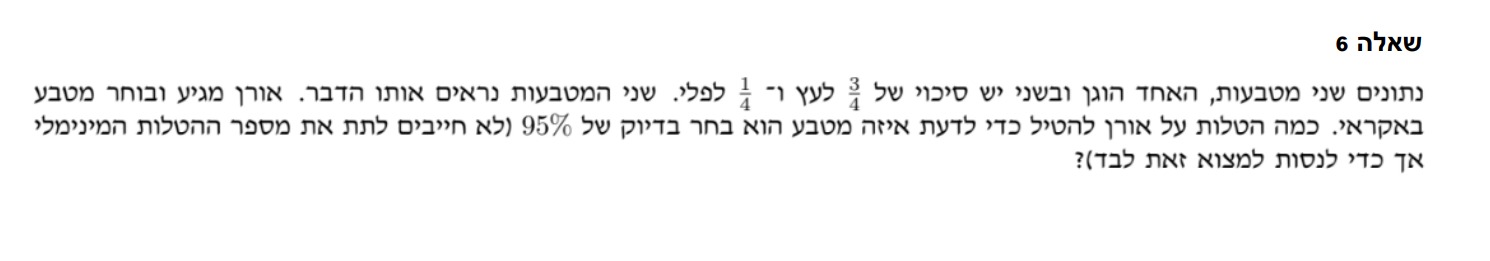 שאלה 6
נתונים שני מטבעות, האחד הוגן ובשני יש סיכוי של 3/4 לעץ ו־ 1/4 לפלי. שני המטבעות נראים אותו הדבר. אורן מגיע ובוחר מטבע
באקראי. כמה הטלות על אורן להטיל כדי לדעת איזה מטבע הוא בחר בדיוק של 95% (לא חייבים לתת את מספר ההטלות המינימלי
אך כדי לנסות למצוא זאת לבד)?